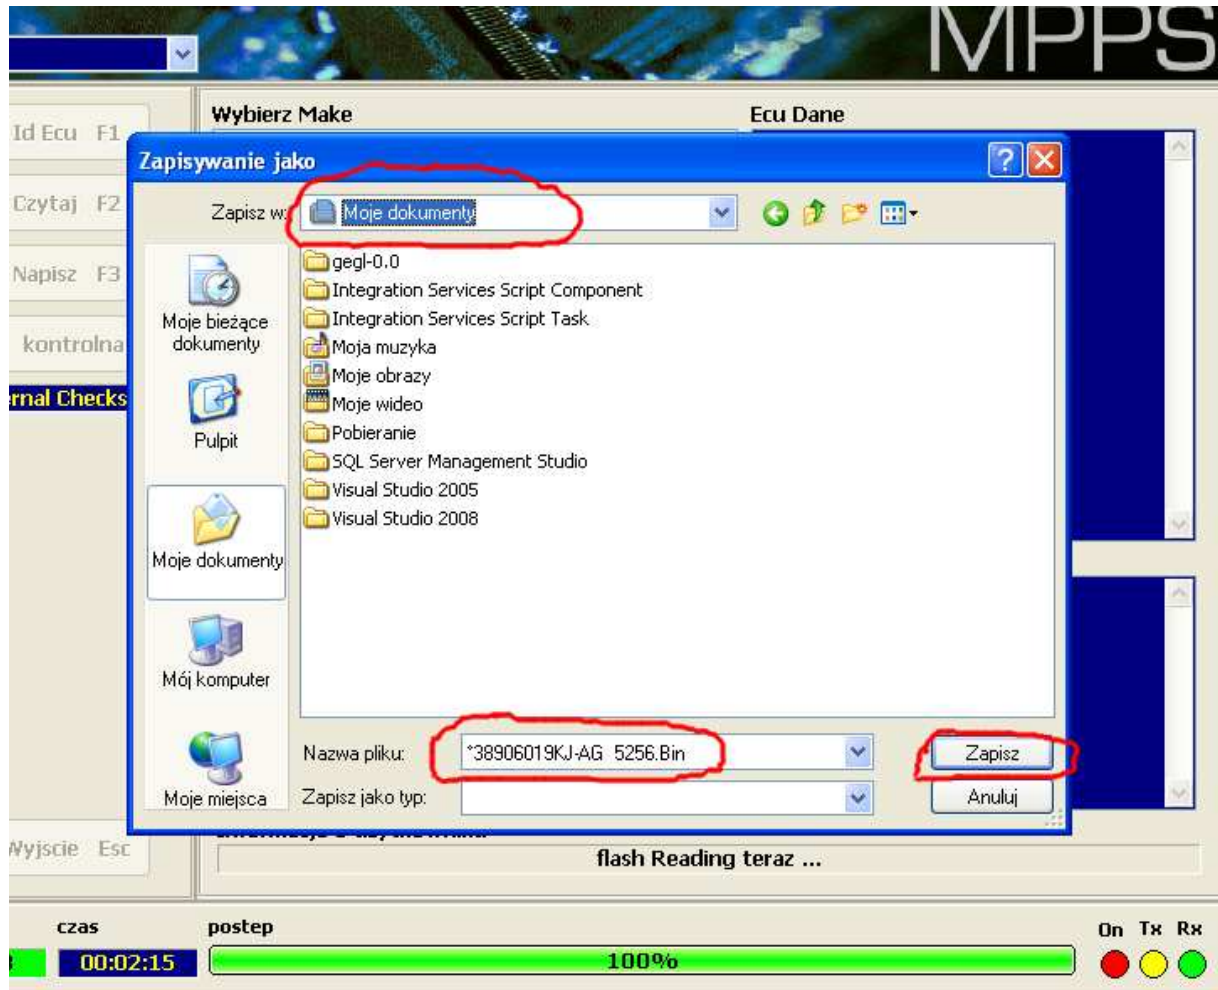 MPPS
Wybierz Make
Ecu Dane
Id Ecu F1
Czytaj F2
Napisz F3
kontrolna
ernal Checks
Zapisywanie jako
Zapisz w:
Moje dokumenty
gegl-0.0
Integration Services Script Component
Integration Services Script Task
Moja muzyka
Moje obrazy
Moje wideo
Pobieranie
SQL Server Management Studio
Visual Studio 2005
Visual Studio 2008
Moje bieżące
dokumenty
Pulpit
Moje dokumenty
Mój komputer
Moje miejsca
Nazwa pliku:
*38906019KJ-AG 5256.Bin
Zapisz
Zapisz jako typ:
Anuluj
Wyjscie Esc
flash Reading teraz ...
czas
postep
On Tx Rx
00:02:15
100%